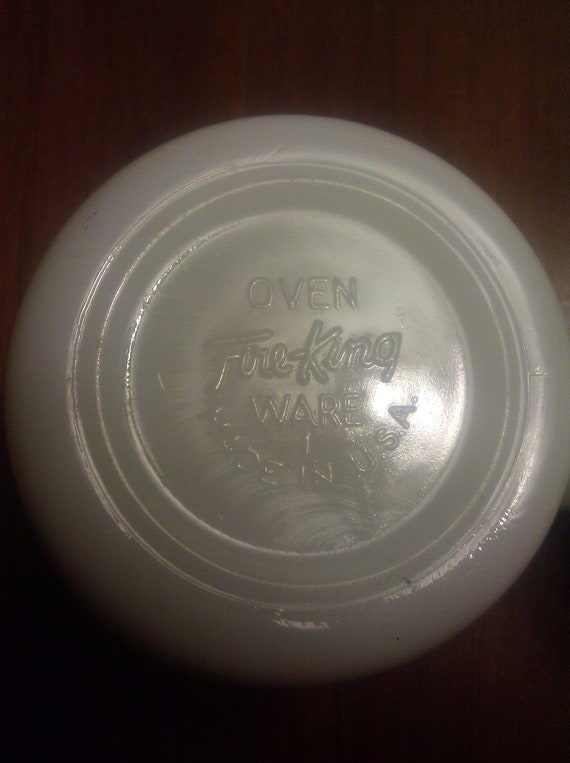 OVEN
Fire-King
WARE
1
MADE IN U.S.A.